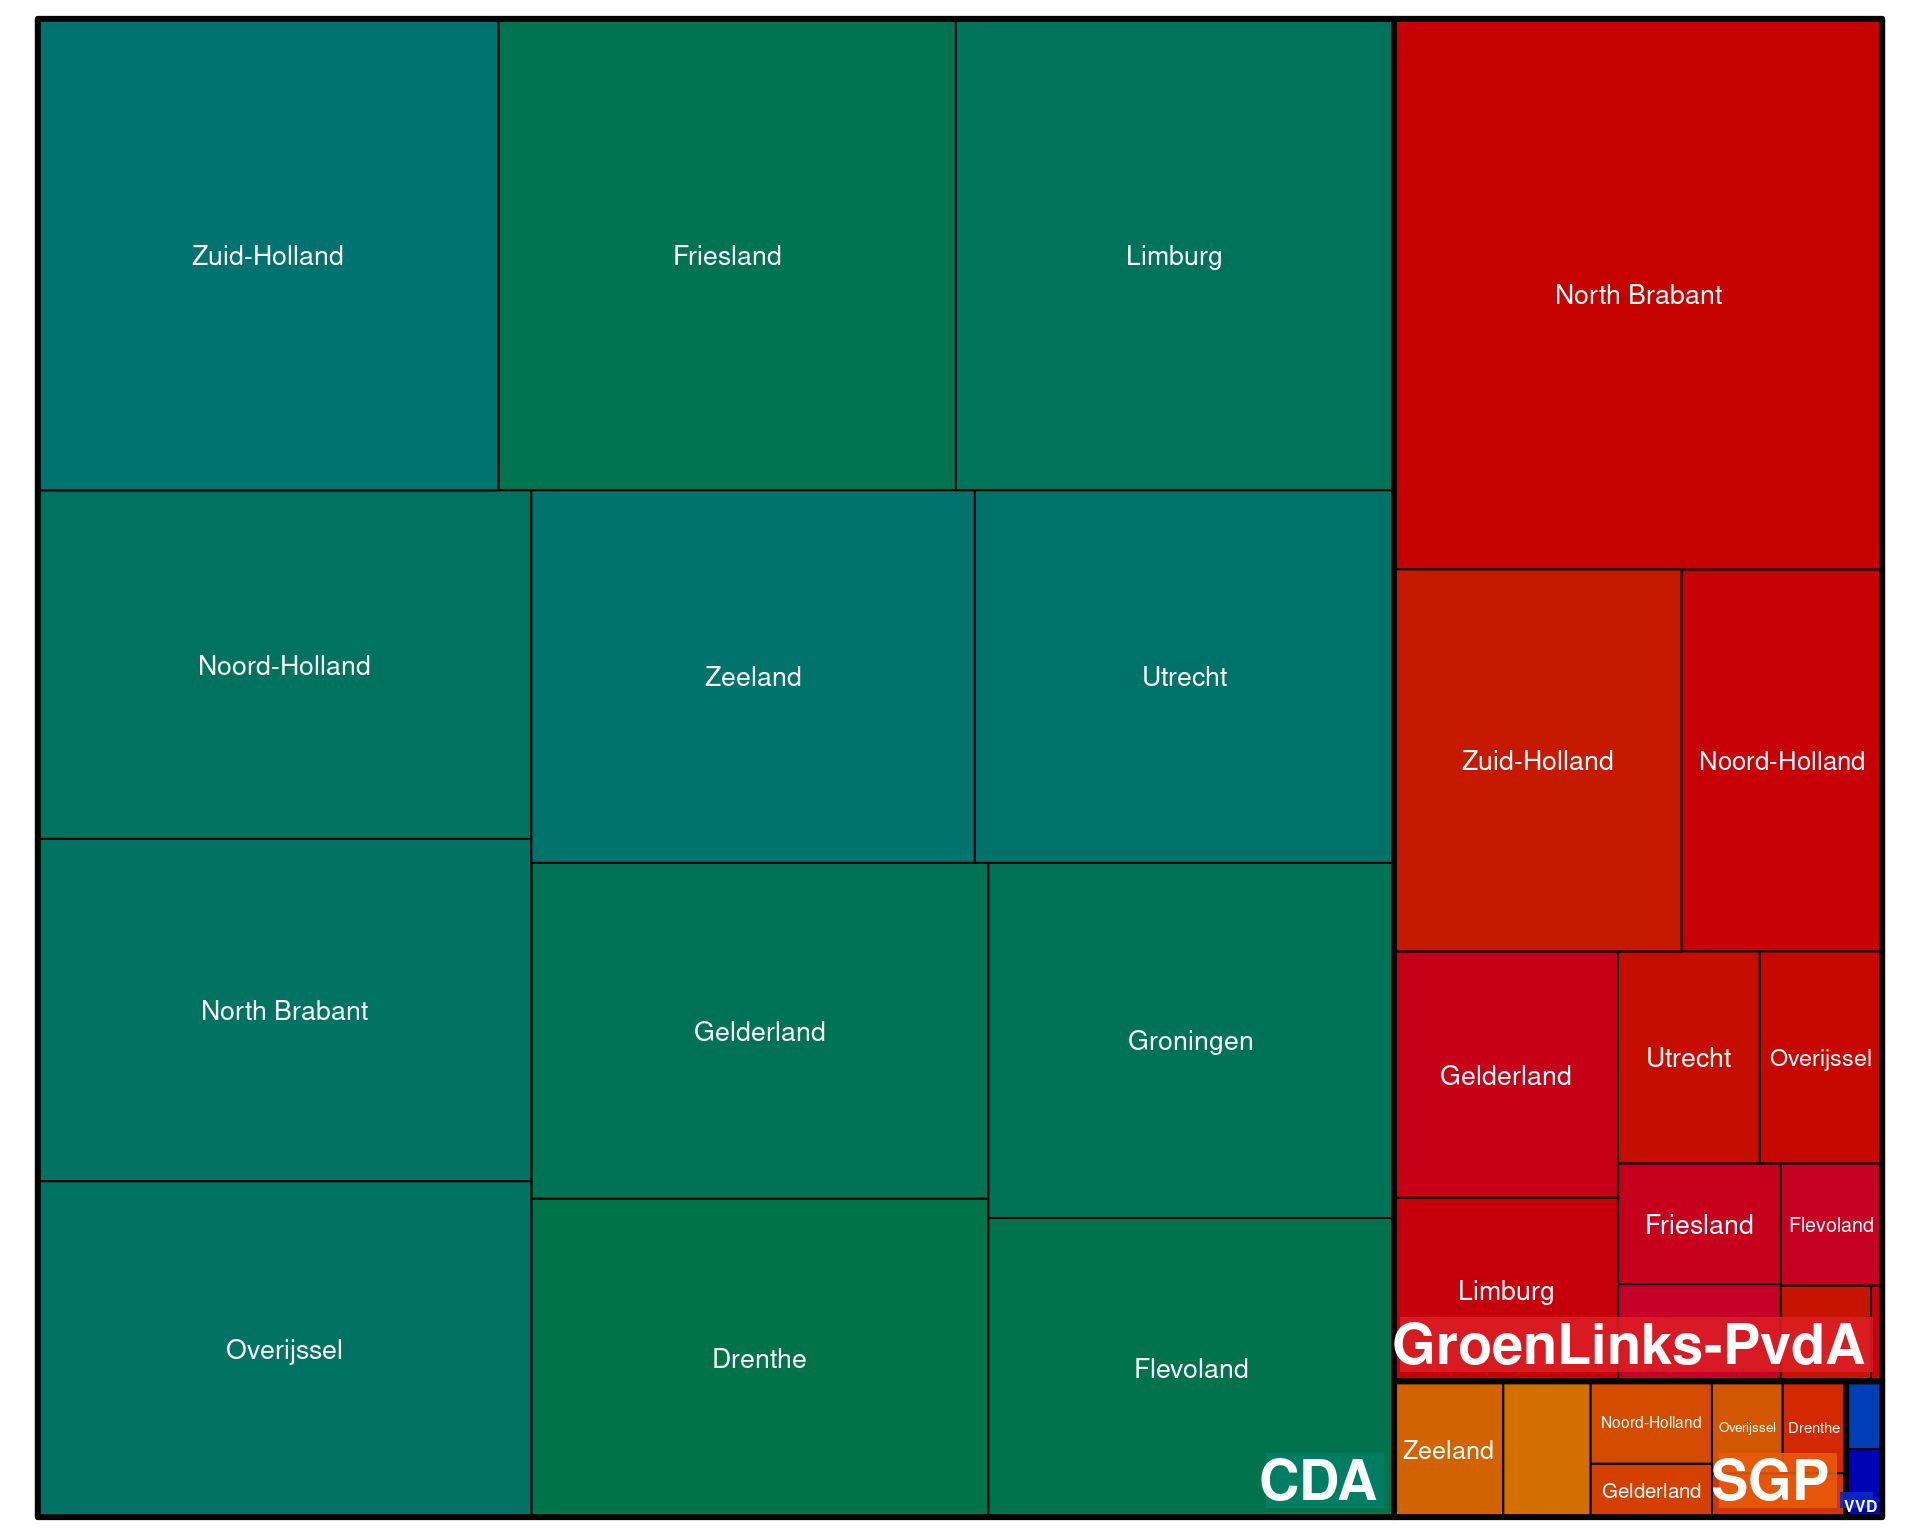 Zuid-Holland
Friesland
Limburg
North Brabant
Noord-Holland
Zeeland
Utrecht
Zuid-Holland
Noord-Holland
North Brabant
Gelderland
Groningen
Gelderland
Utrecht
Overijssel
Friesland
Flevoland
Limburg
GroenLinks-PvdA
Overijssel
Drenthe
Flevoland
CDA
Zeeland
Noord-Holland
Gelderland
Overijssel
Drenthe
SGP
VVD